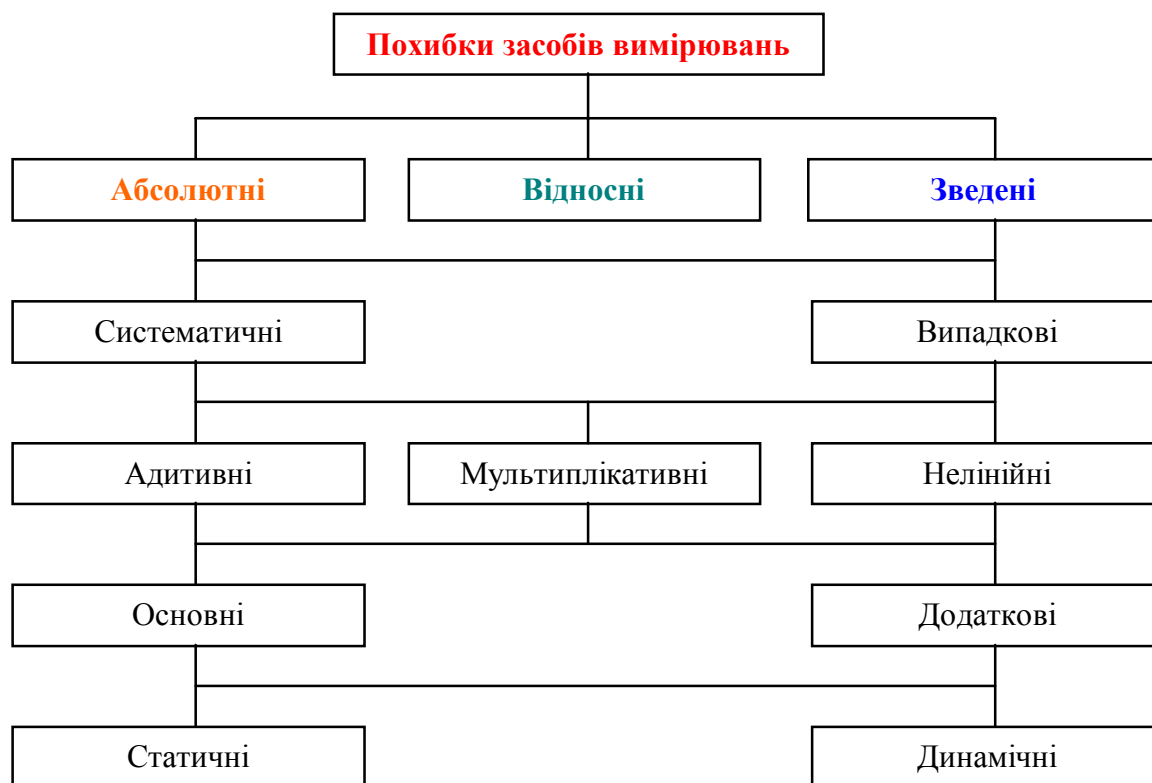 Похибки засобів вимірювань
Абсолютні
Відносні
Зведені
Систематичні
Випадкові
Адитивні
Мультиплікативні
Нелінійні
Основні
Додаткові
Статичні
Динамічні